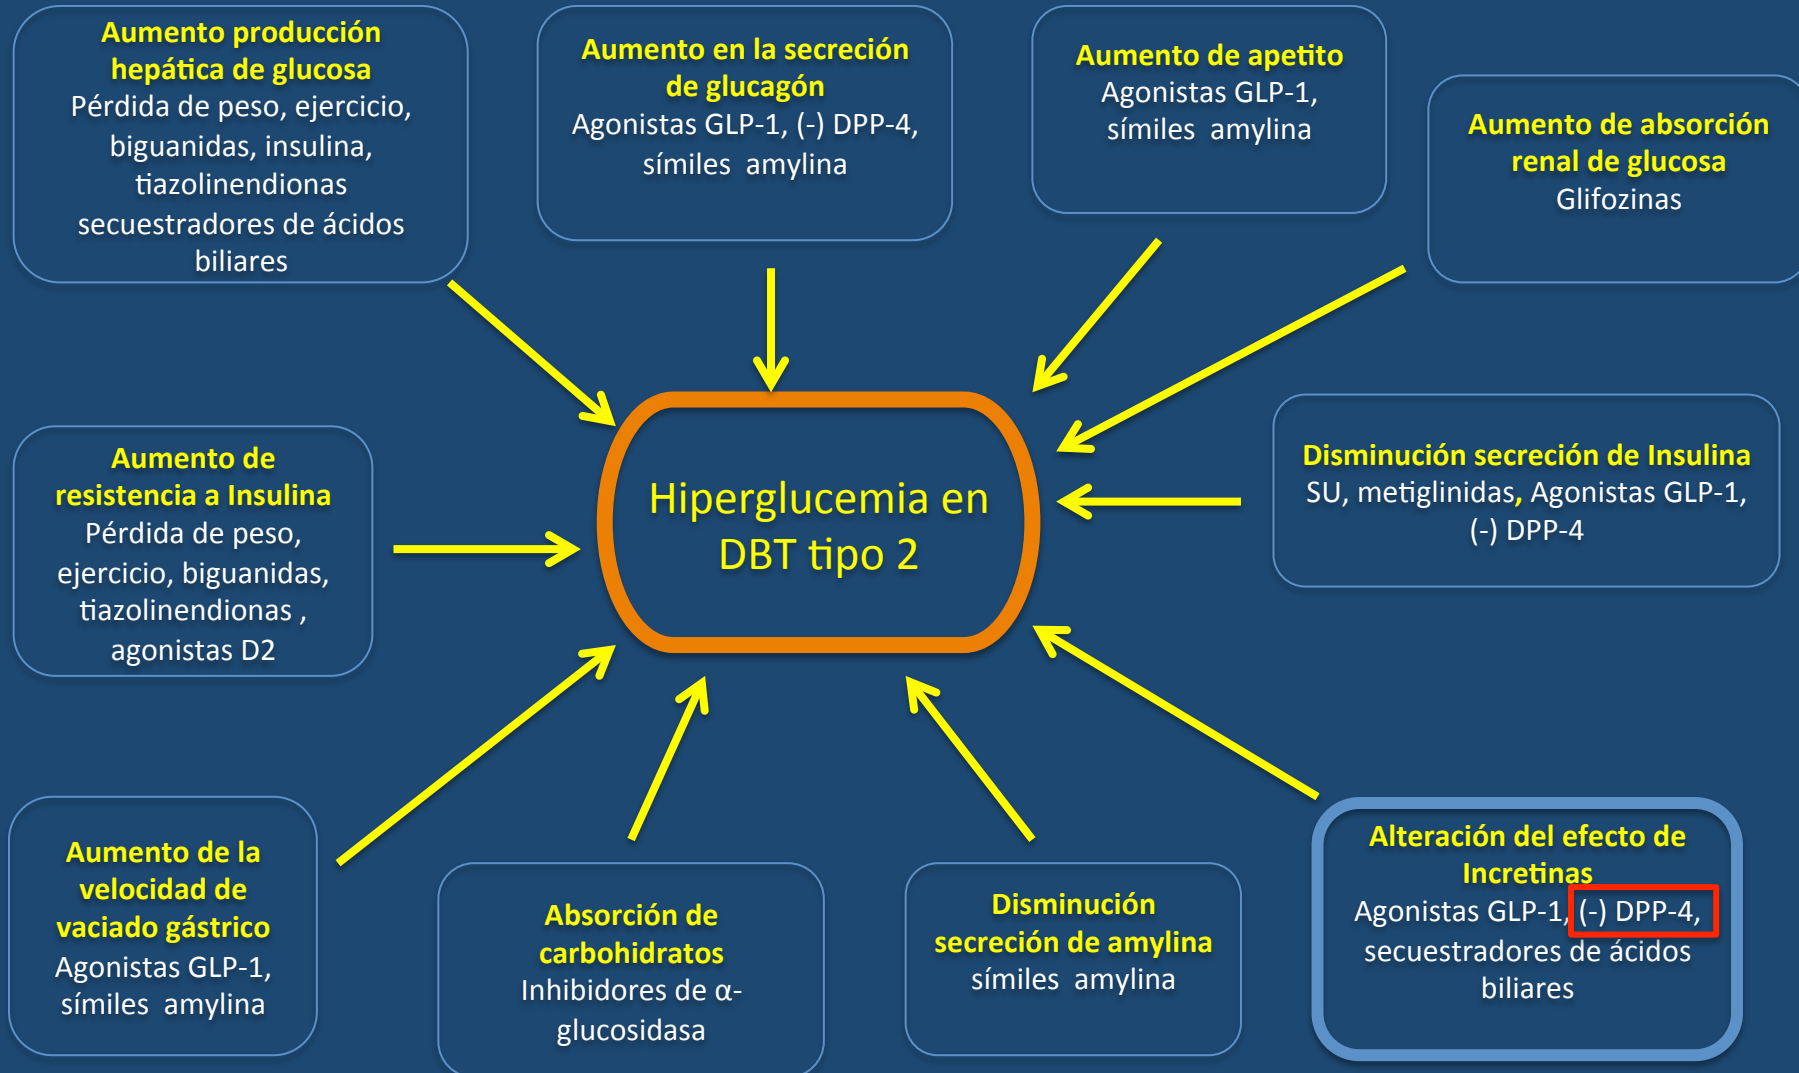 Aumento producción
hepática de glucosa
Pérdida de peso, ejercicio,
biguanidas, insulina,
tiazolinendionas
secuestradores de ácidos
biliares
Aumento en la secreción
de glucagón
Agonistas GLP-1, (-) DPP-4,
símiles amylina
Aumento de apetito
Agonistas GLP-1,
símiles amylina
Aumento de absorción
renal de glucosa
Glifozinas
Aumento de
resistencia a Insulina
Pérdida de peso,
ejercicio, biguanidas,
tiazolinendionas ,
agonistas D2
Hiperglucemia en
DBT tipo 2
Disminución secreción de Insulina
SU, metiglinidas, Agonistas GLP-1,
(-) DPP-4
Aumento de la
velocidad de
vaciado gástrico
Agonistas GLP-1,
símiles amylina
Absorción de
carbohidratos
Inhibidores de α-
glucosidasa
Disminución
secreción de amylina
símiles amylina
Alteración del efecto de
Incretinas
Agonistas GLP-1, (-) DPP-4,
secuestradores de ácidos
biliares